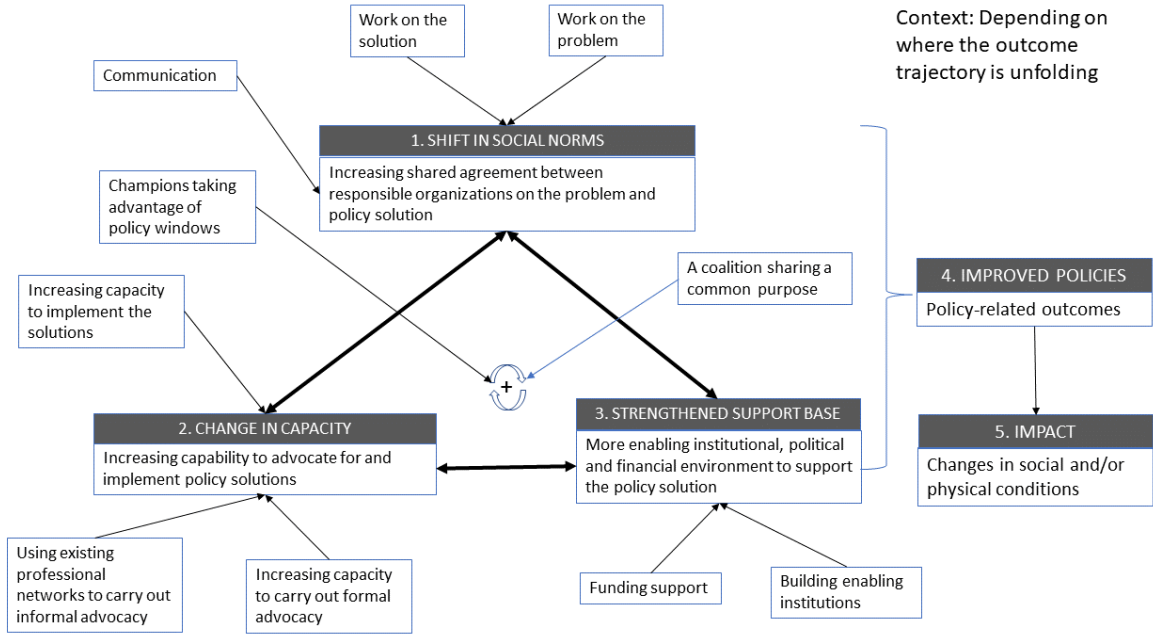 Work on the
solution
Work on the
problem
Context: Depending on
where the outcome
trajectory is unfolding
Communication
1. SHIFT IN SOCIAL NORMS
Increasing shared agreement between
responsible organizations on the problem and
policy solution
Champions taking
advantage of
policy windows
A coalition sharing a
common purpose
4. IMPROVED POLICIES
Policy-related outcomes
Increasing capacity
to implement the
solutions
+
2. CHANGE IN CAPACITY
Increasing capability to advocate for and
implement policy solutions
3. STRENGTHENED SUPPORT BASE
More enabling institutional, political
and financial environment to support
the policy solution
5. IMPACT
Changes in social and/or
physical conditions
Using existing
professional
networks to carry out
informal advocacy
Increasing capacity
to carry out formal
advocacy
Funding support
Building enabling
institutions